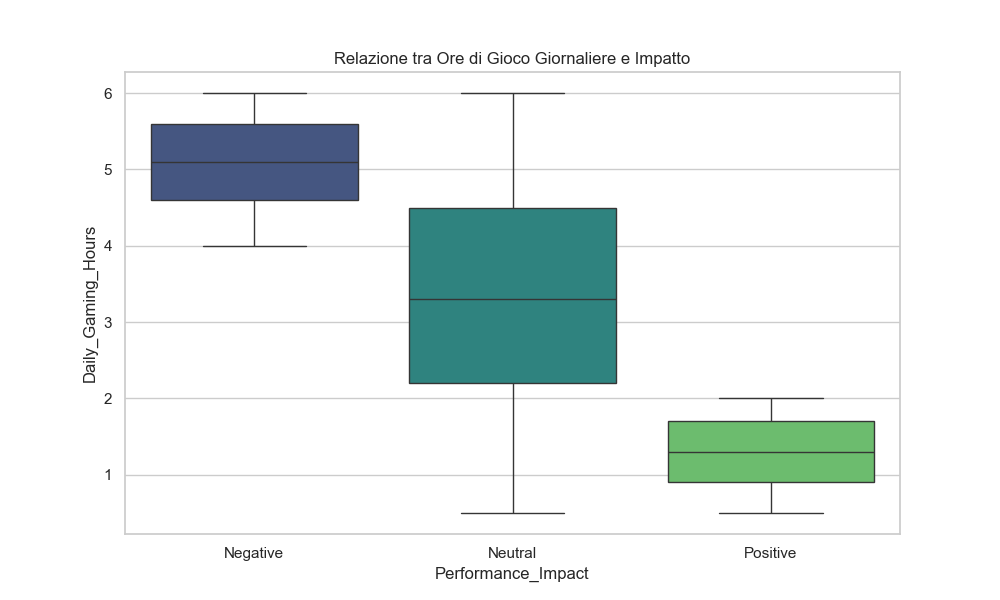 Relazione tra Ore di Gioco Giornaliere e Impatto
Daily_Gaming_Hours
6
5
4
3
2
1
Negative
Neutral
Positive
Performance_Impact